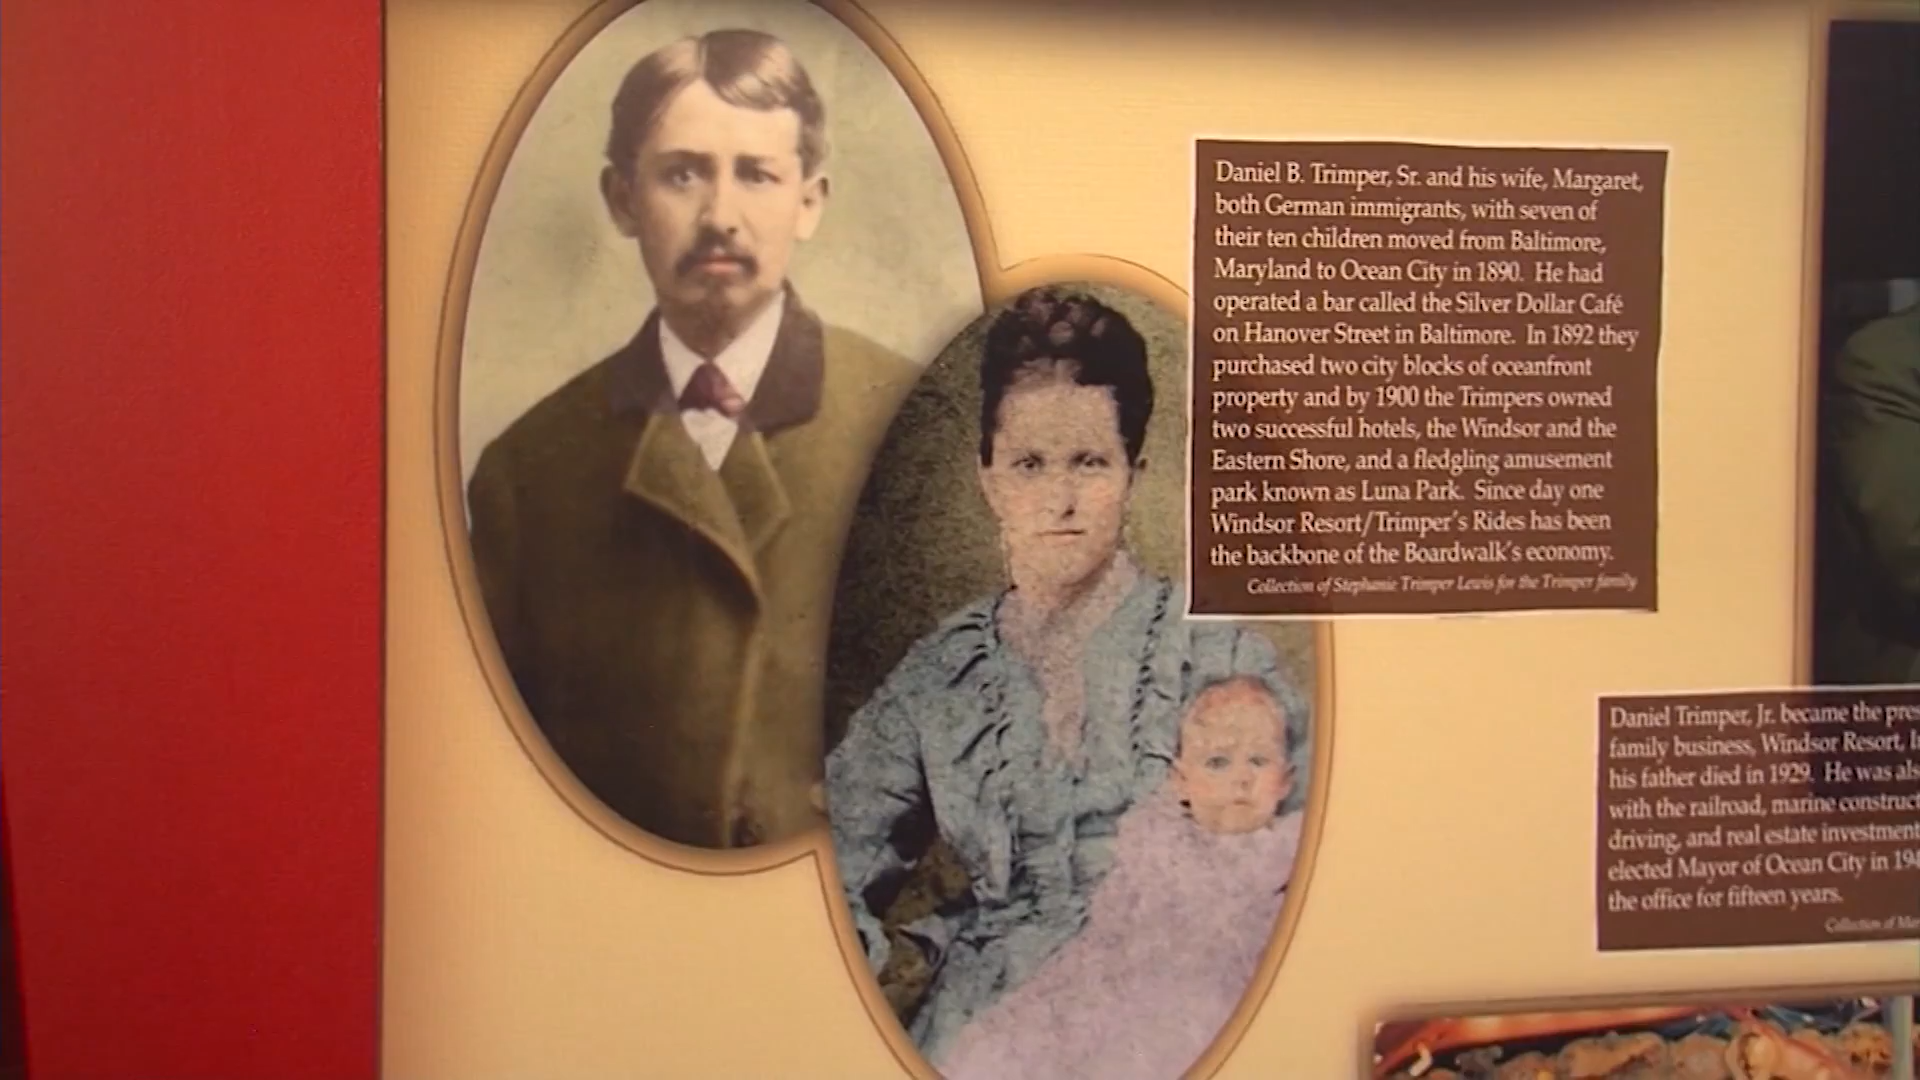 Daniel B. Trimper, Sr. and his wife, Margaret,
both German immigrants, with seven of
their ten children moved from Baltimore,
Maryland to Ocean City in 1890. He had
operated a bar called the Silver Dollar Café
on Hanover Street in Baltimore. In 1892 they
purchased two city blocks of oceanfront
property and by 1900 the Trimpers owned
two successful hotels, the Windsor and the
Eastern Shore, and a fledgling amusement
park known as Luna Park. Since day one
Windsor Resort/Trimper's Rides has been
the backbone of the Boardwalk's economy.
Collection of Stephanie Trimper Lewis for the Trimper family
Daniel Trimper, Jr. became the
family business, Windsor Resort,
his father died in 1929. He was
with the railroad, marine
driving, and real estate
elected Mayor of Ocean City in
the office for fifteen years.
Collection of